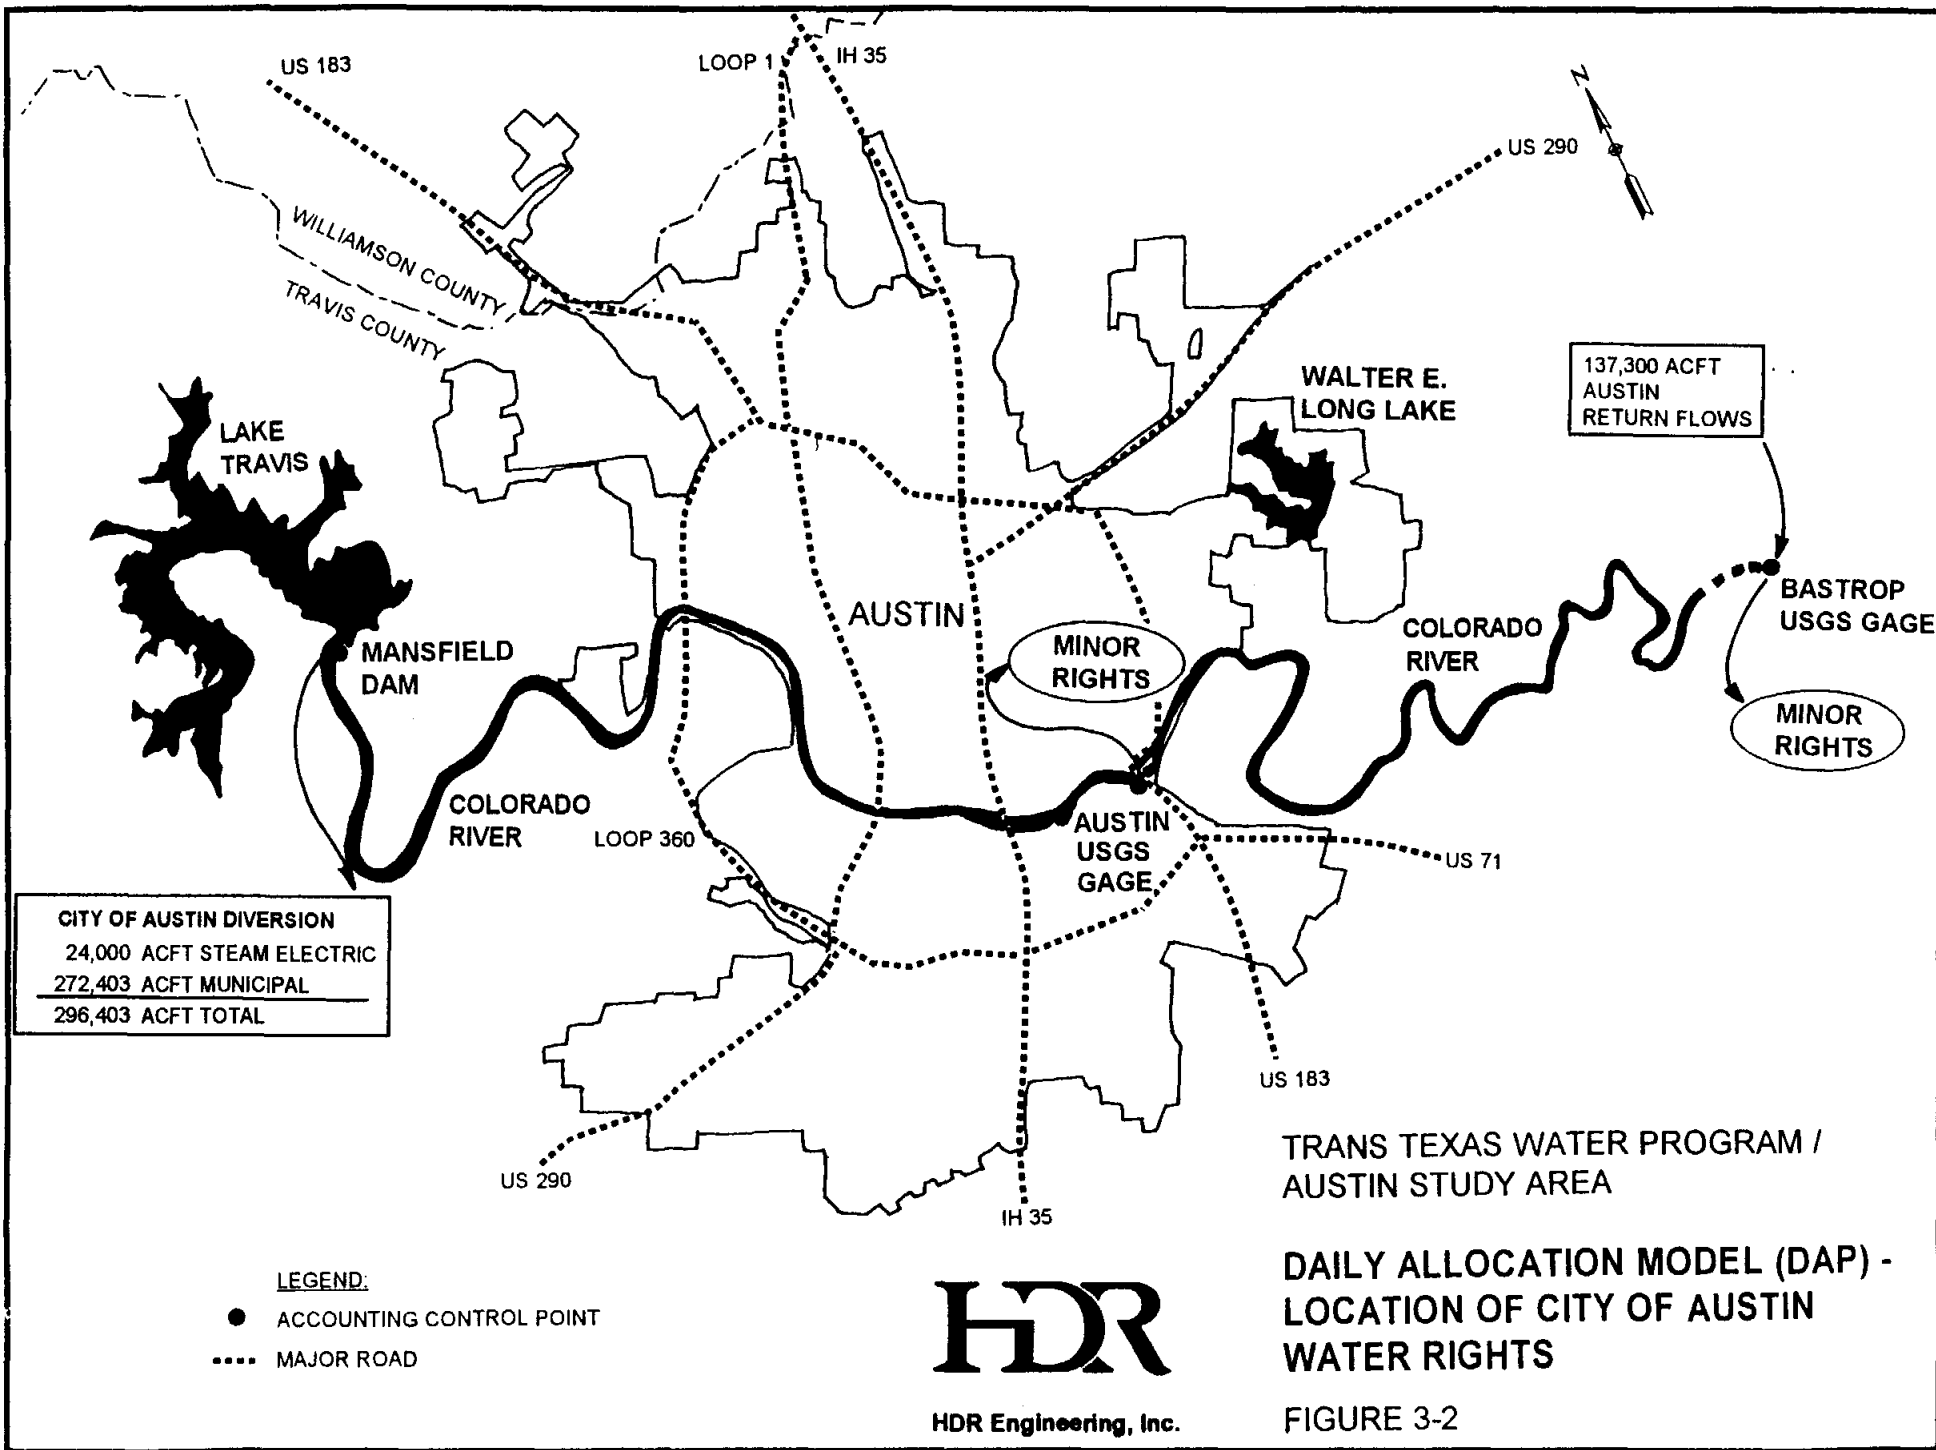 US 183
LOOP 1
IH 35
N
US 290
WILLIAMSON COUNTY
TRAVIS COUNTY
137,300 ACFT
AUSTIN
RETURN FLOWS
WALTER E.
LONG LAKE
LAKE
TRAVIS
AUSTIN
MANSFIELD
DAM
MINOR
RIGHTS
COLORADO
RIVER
BASTROP
USGS GAGE
MINOR
RIGHTS
COLORADO
RIVER
LOOP 360
AUSTIN
USGS
GAGE
US 71
CITY OF AUSTIN DIVERSION
24,000 ACFT STEAM ELECTRIC
272,403 ACFT MUNICIPAL
296,403 ACFT TOTAL
US 183
US 290
IH 35
TRANS TEXAS WATER PROGRAM /
AUSTIN STUDY AREA
LEGEND:
ACCOUNTING CONTROL POINT
MAJOR ROAD
HDR
HDR Engineering, Inc.
DAILY ALLOCATION MODEL (DAP) -
LOCATION OF CITY OF AUSTIN
WATER RIGHTS
FIGURE 3-2